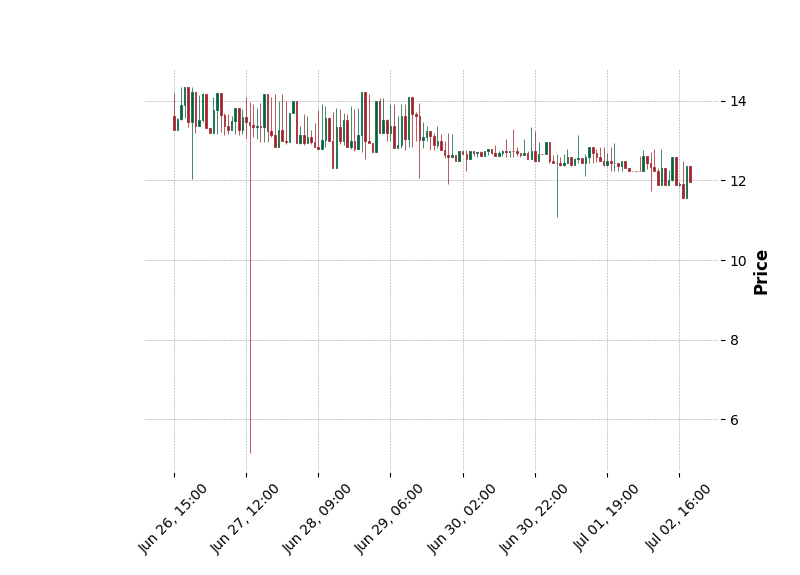 14
12
10
8
6
Price
Jun 26, 15:00
Jun 27, 12:00
Jun 28, 09:00
Jun 29, 06:00
Jun 30, 02:00
Jun 30, 22:00
Jul 01, 19:00
Jul 02, 16:00